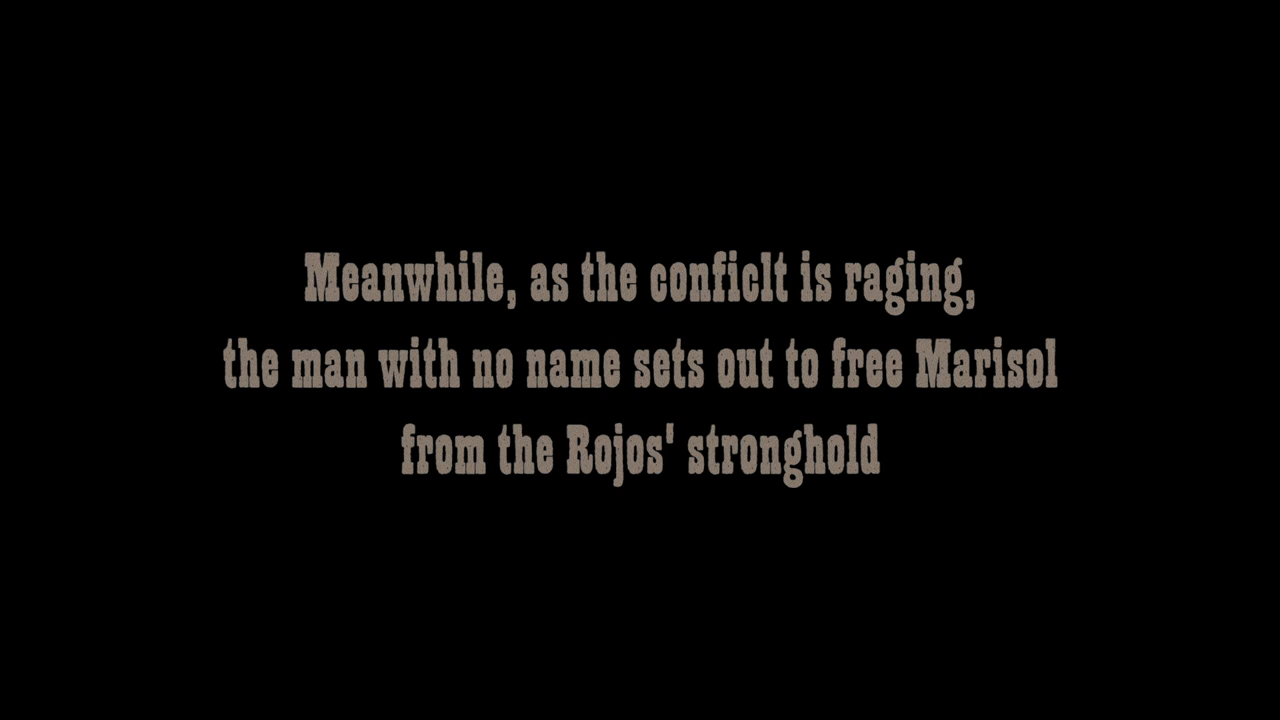 Meanwhile, as the conficlt is raging,
the man with no name sets out to free Marisol
from the Rojos' stronghold